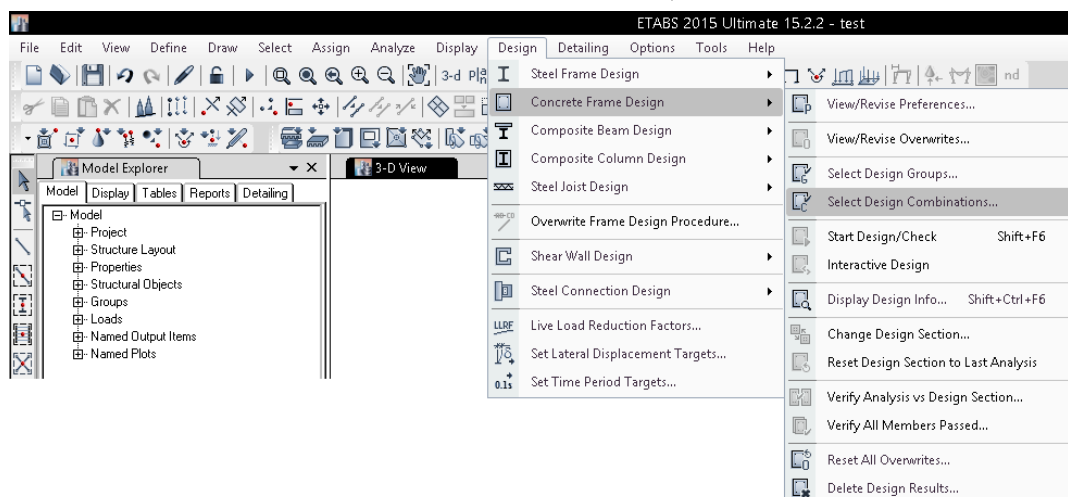 ETABS 2015 Ultimate 15.2.2 - test
File Edit View Define Draw Select Assign Analyze Display Design Detailing Options Tools Help
3-d
nd
Model Explorer
3-D View
Model Display Tables Reports Detailing
Model
Project
Structure Layout
Properties
Structural Objects
Groups
Loads
Named Output Items
Named Plots
Steel Frame Design
Concrete Frame Design
Composite Beam Design
Composite Column Design
Steel Joist Design
Overwrite Frame Design Procedure...
Shear Wall Design
Steel Connection Design
LLRF Live Load Reduction Factors...
Set Lateral Displacement Targets...
0.1s Set Time Period Targets...
View/Revise Preferences...
View/Revise Overwrites...
Select Design Groups...
Select Design Combinations...
Start Design/Check Shift+F6
Interactive Design
Display Design Info... Shift+Ctrl+F6
Change Design Section...
Reset Design Section to Last Analysis
Verify Analysis vs Design Section...
Verify All Members Passed...
Reset All Overwrites...
Delete Design Results...